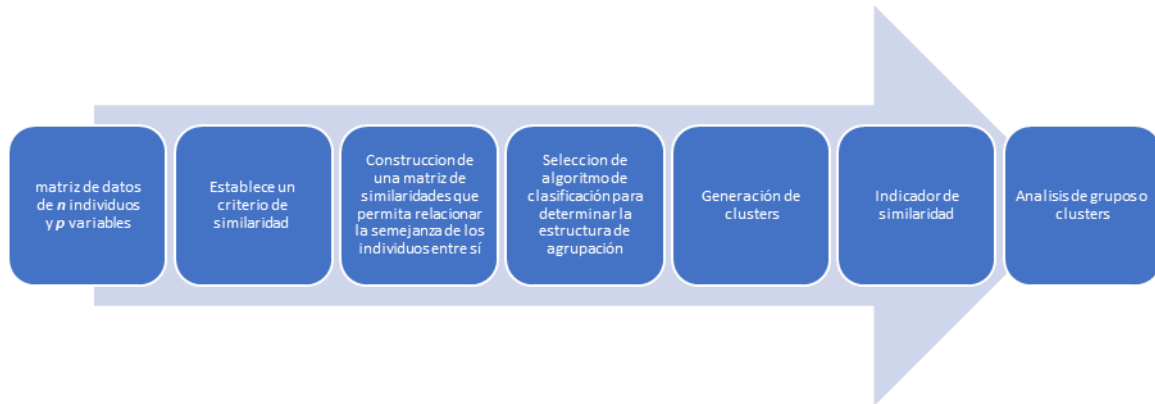 matriz de datos
de n individuos
y p variables
Establece un
criterio de
similaridad
Construccion de
una matriz de
similaridades que
permita relacionar
la semejanza de los
individuos entre sí
Seleccion de
algoritmo de
clasificación para
determinar la
estructura de
agrupación
Generación de
clusters
Indicador de
similaridad
Analisis de grupos o
clusters